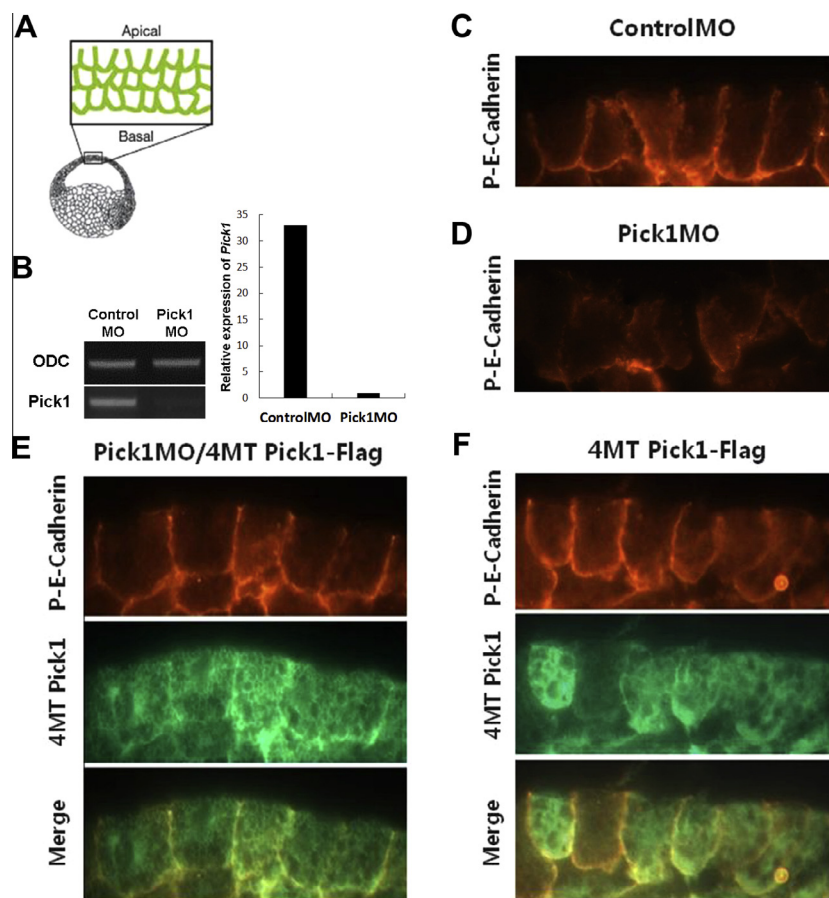 A
Apical
Basal
B
Control
MO
Pick1
MO
ODC
Pick1
Relative expression of Pick1
35
30
25
20
15
10
5
0
ControlMO
Pick1MO
C
ControlMO
P-E-Cadherin
D
Pick1MO
P-E-Cadherin
E
Pick1MO/4MT Pick1-Flag
P-E-Cadherin
4MT Pick1
Merge
F
4MT Pick1-Flag
P-E-Cadherin
4MT Pick1
Merge